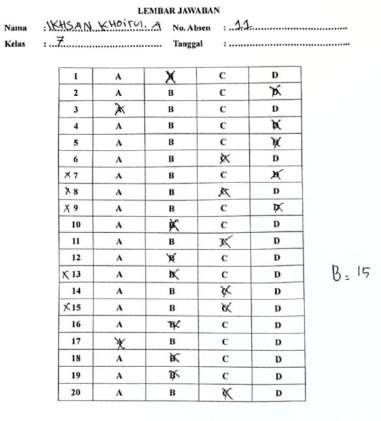 LEMBAR JAWABAN
Nama : IKHSAN KHOIRUL. A No. Absen : 11
Kelas : 7 Tanggal :
1 A B C D
2 A B C D
3 A B C D
4 A B C D
5 A B C D
6 A B C D
x 7 A B C D
x 8 A B C D
x 9 A B C D
10 A B C D
11 A B C D
12 A B C D
x 13 A B C D
14 A B C D
x 15 A B C D
16 A B C D
17 A B C D
18 A B C D
19 A B C D
20 A B C D
B = 15